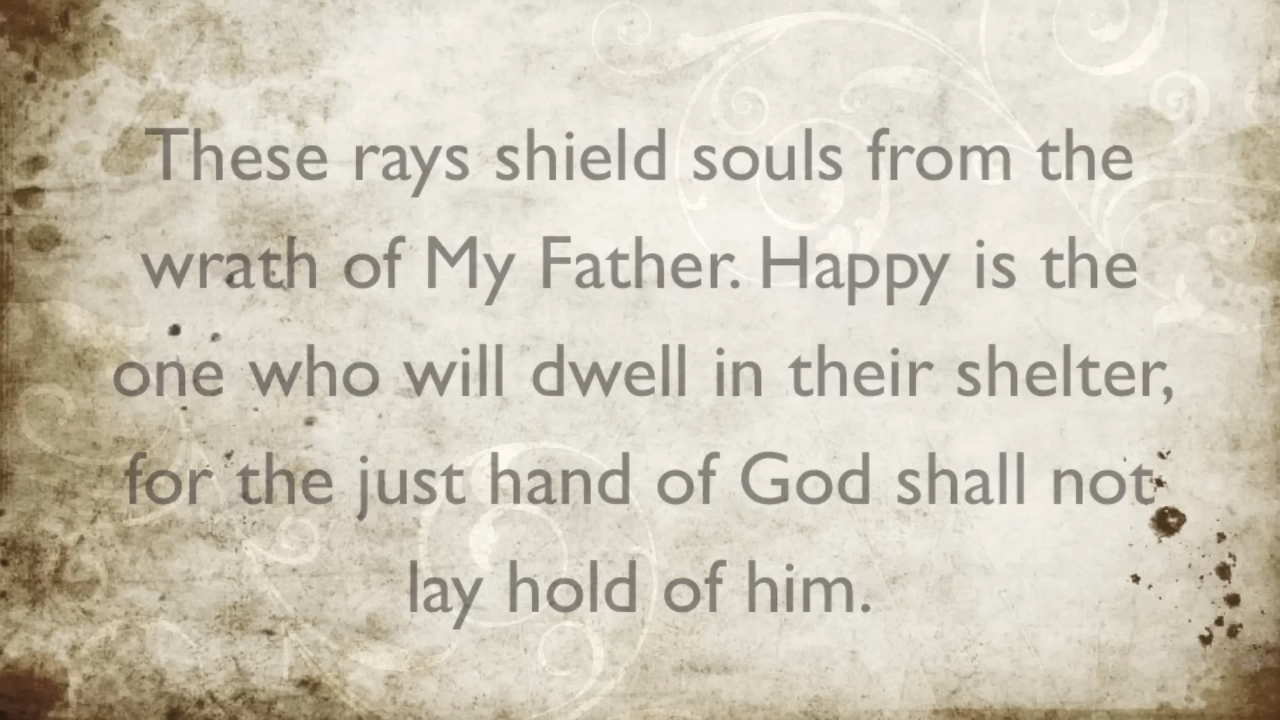 These rays shield souls from the
wrath of My Father. Happy is the
one who will dwell in their shelter,
for the just hand of God shall not
lay hold of him.